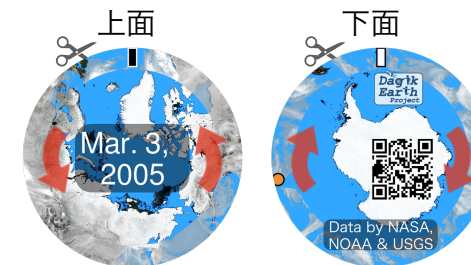 上面
下面
Mar. 3,
2005
Dagik
Earth
Project
Data by NASA,
NOAA & USGS